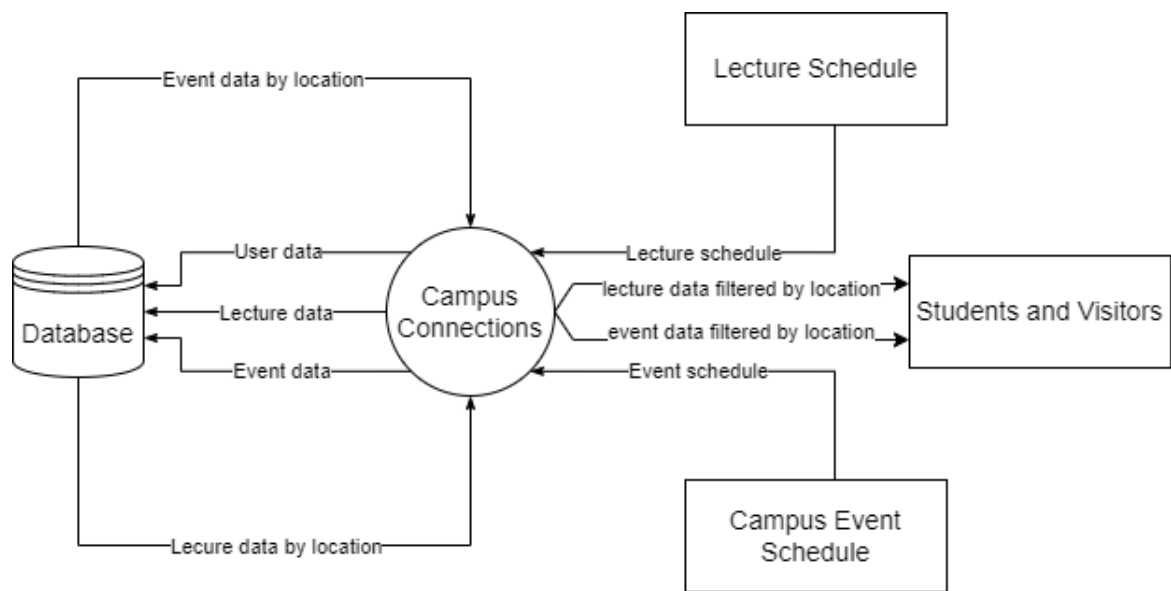 Lecture Schedule
Event data by location
User data
Lecture schedule
lecture data filtered by location
Database
Lecture data
Campus
Connections
Students and Visitors
event data filtered by location
Event data
Event schedule
Campus Event
Schedule
Lecure data by location